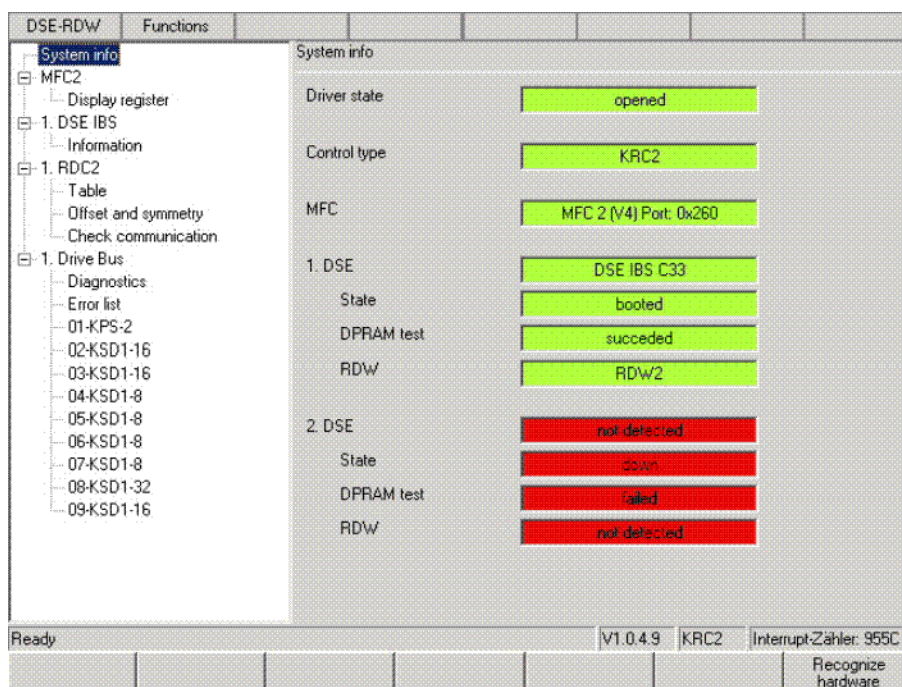 DSE-RDW Functions
System info
MFC2
Display register
1. DSE IBS
Information
1. RDC2
Table
Offset and symmetry
Check communication
1. Drive Bus
Diagnostics
Error list
01-KPS-2
02-KSD1-16
03-KSD1-16
04-KSD1-8
05-KSD1-8
06-KSD1-8
07-KSD1-8
08-KSD1-32
09-KSD1-16
System info
Driver state opened
Control type KRC2
MFC MFC 2 (V4) Port: 0x260
1. DSE DSE IBS C33
State booted
DPRAM test succeded
RDW RDW2
2. DSE not detected
State down
DPRAM test failed
RDW not detected
Ready V1.0.4.9 KRC2 Interrupt-Zähler: 955C
Recognize
hardware